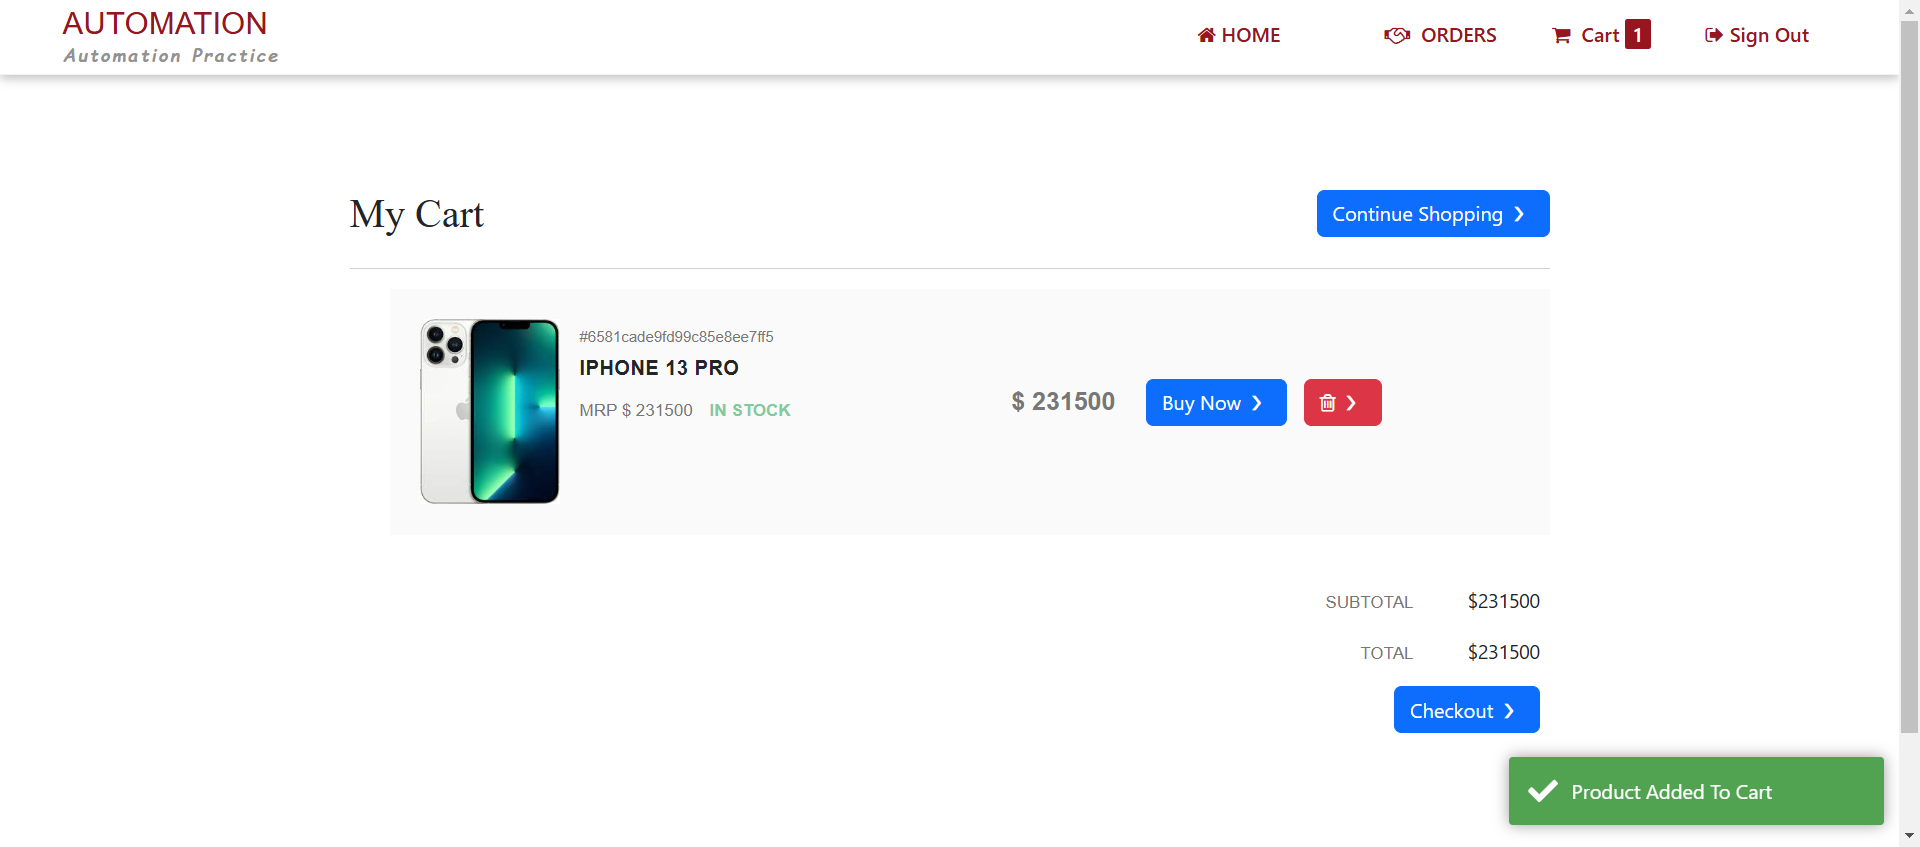 AUTOMATION
Automation Practice
HOME
ORDERS
Cart 1
Sign Out
My Cart
Continue Shopping
#6581cade9fd99c85e8ee7ff5
IPHONE 13 PRO
MRP $ 231500 IN STOCK
$ 231500
Buy Now
SUBTOTAL $231500
TOTAL $231500
Checkout
Product Added To Cart